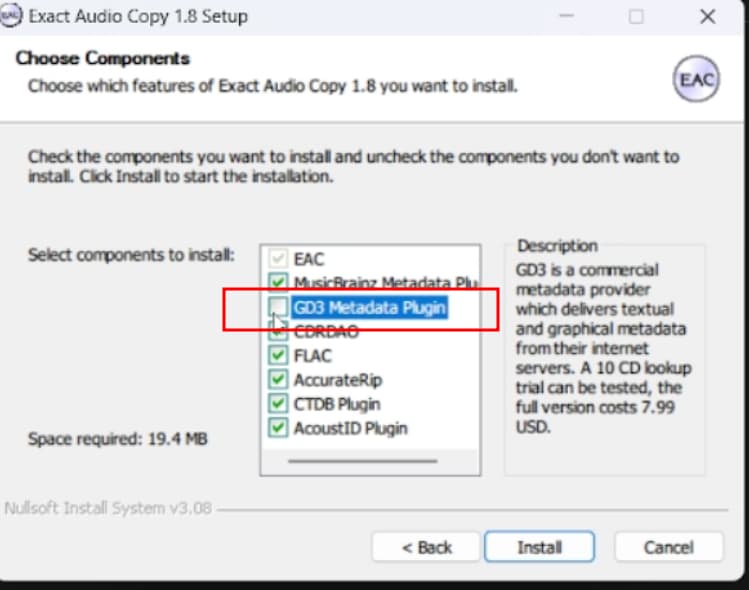 EAC Exact Audio Copy 1.8 Setup
Choose Components
Choose which features of Exact Audio Copy 1.8 you want to install.
EAC
Check the components you want to install and uncheck the components you don't want to
install. Click Install to start the installation.
Select components to install:
EAC
MusicBrainz Metadata Plu
GD3 Metadata Plugin
CDRDAO
FLAC
AccurateRip
CTDB Plugin
AcoustID Plugin
Description
GD3 is a commercial
metadata provider
which delivers textual
and graphical metadata
from their internet
servers. A 10 CD lookup
trial can be tested, the
full version costs 7.99
USD.
Space required: 19.4 MB
Nullsoft Install System v3.08
< Back
Install
Cancel